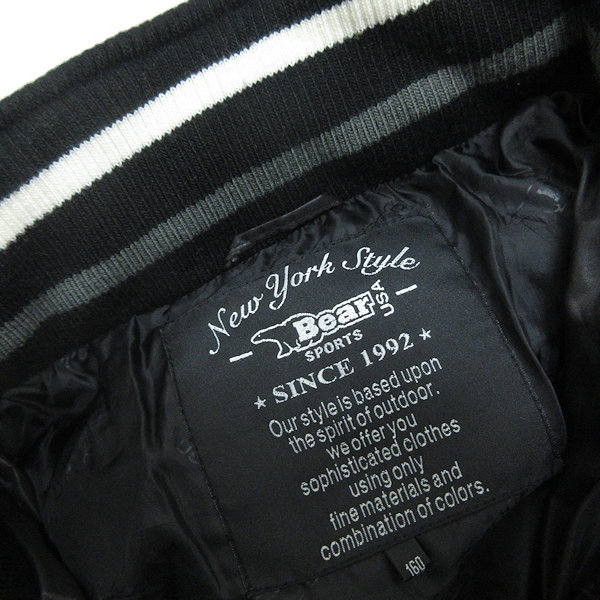 New York Style
Bear USA
SPORTS
★ SINCE 1992 ★
Our style is based upon
the spirit of outdoor.
we offer you
sophisticated clothes
using only
fine materials and
combination of colors.
160